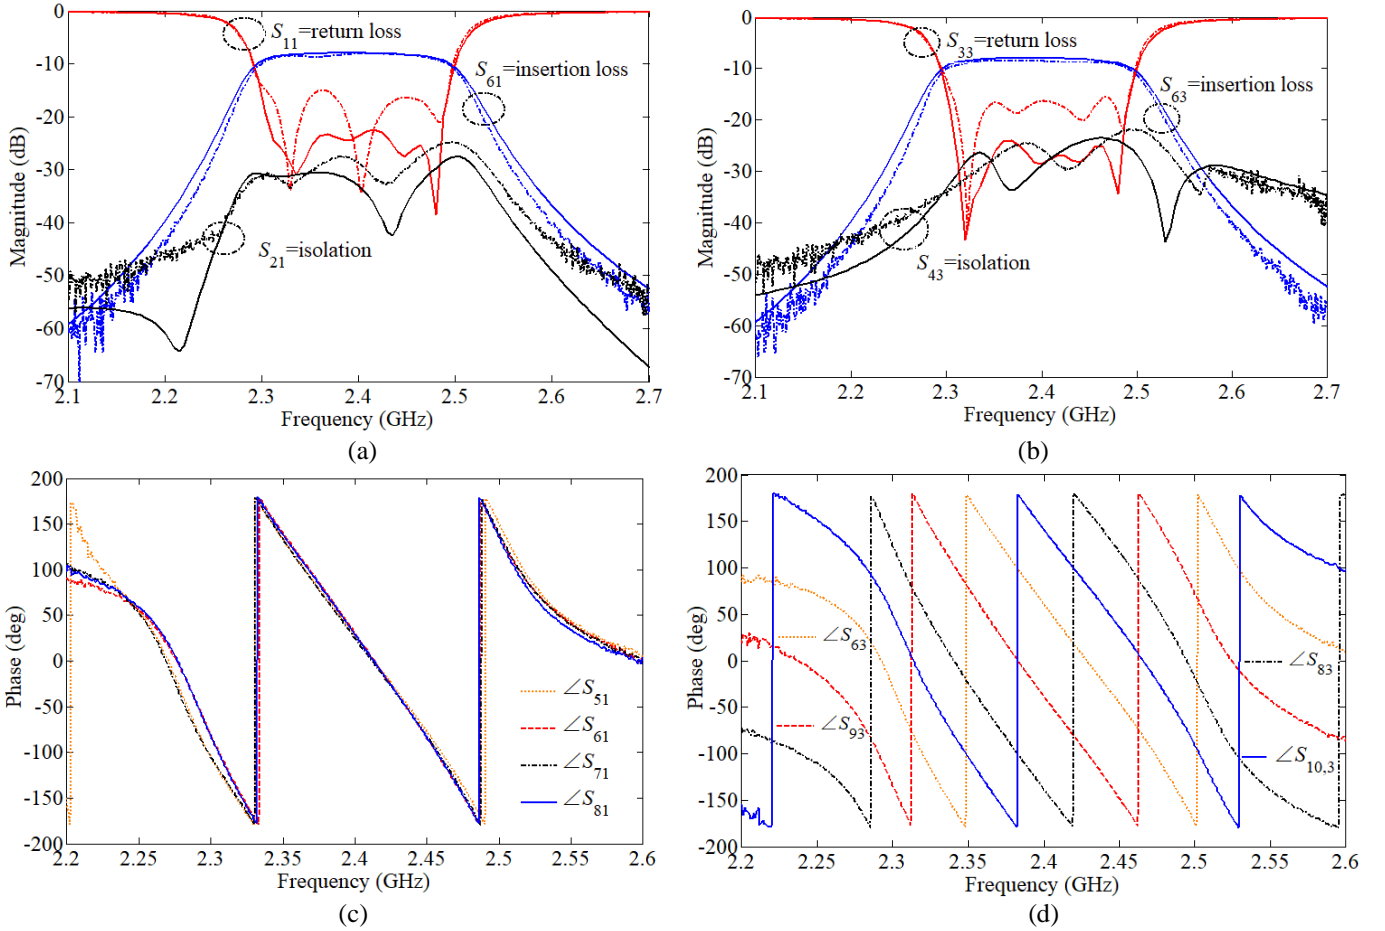 0
-10
-20
-30
-40
-50
-60
-70
Magnitude (dB)
S11=return loss
S61=insertion loss
S21=isolation
2.1 2.2 2.3 2.4 2.5 2.6 2.7
Frequency (GHz)
(a)
0
-10
-20
-30
-40
-50
-60
-70
Magnitude (dB)
S33=return loss
S63=insertion loss
S43=isolation
2.1 2.2 2.3 2.4 2.5 2.6 2.7
Frequency (GHz)
(b)
200
150
100
50
0
-50
-100
-150
-200
Phase (deg)
∠S51
∠S61
∠S71
∠S81
2.2 2.25 2.3 2.35 2.4 2.45 2.5 2.55 2.6
Frequency (GHz)
(c)
200
150
100
50
0
-50
-100
-150
-200
Phase (deg)
∠S63
∠S83
∠S93
∠S10,3
2.2 2.25 2.3 2.35 2.4 2.45 2.5 2.55 2.6
Frequency (GHz)
(d)